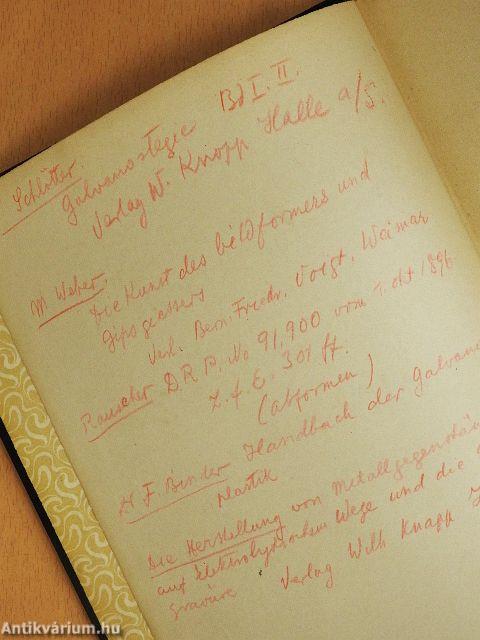 Schlötter.
Galvanostegie Bd I. II.
Verlag W. Knapp Halle a/S.
M Weber
Die Kunst des bildformers und
Gipsgiessers
Verl. Bern. Friedr. Voigt, Weimar
Rauscher D R P. No 91,900 vom 1. Okt 1896
Z. f. E. 301 ff.
(abformen)
H F. Binder Handbuch der Galvano
plastik
Die Herstellung von Metallgegenstän
auf Elektrolytischem Wege und die
gravüre Verlag Wilh Knapp
Antikvárium.hu